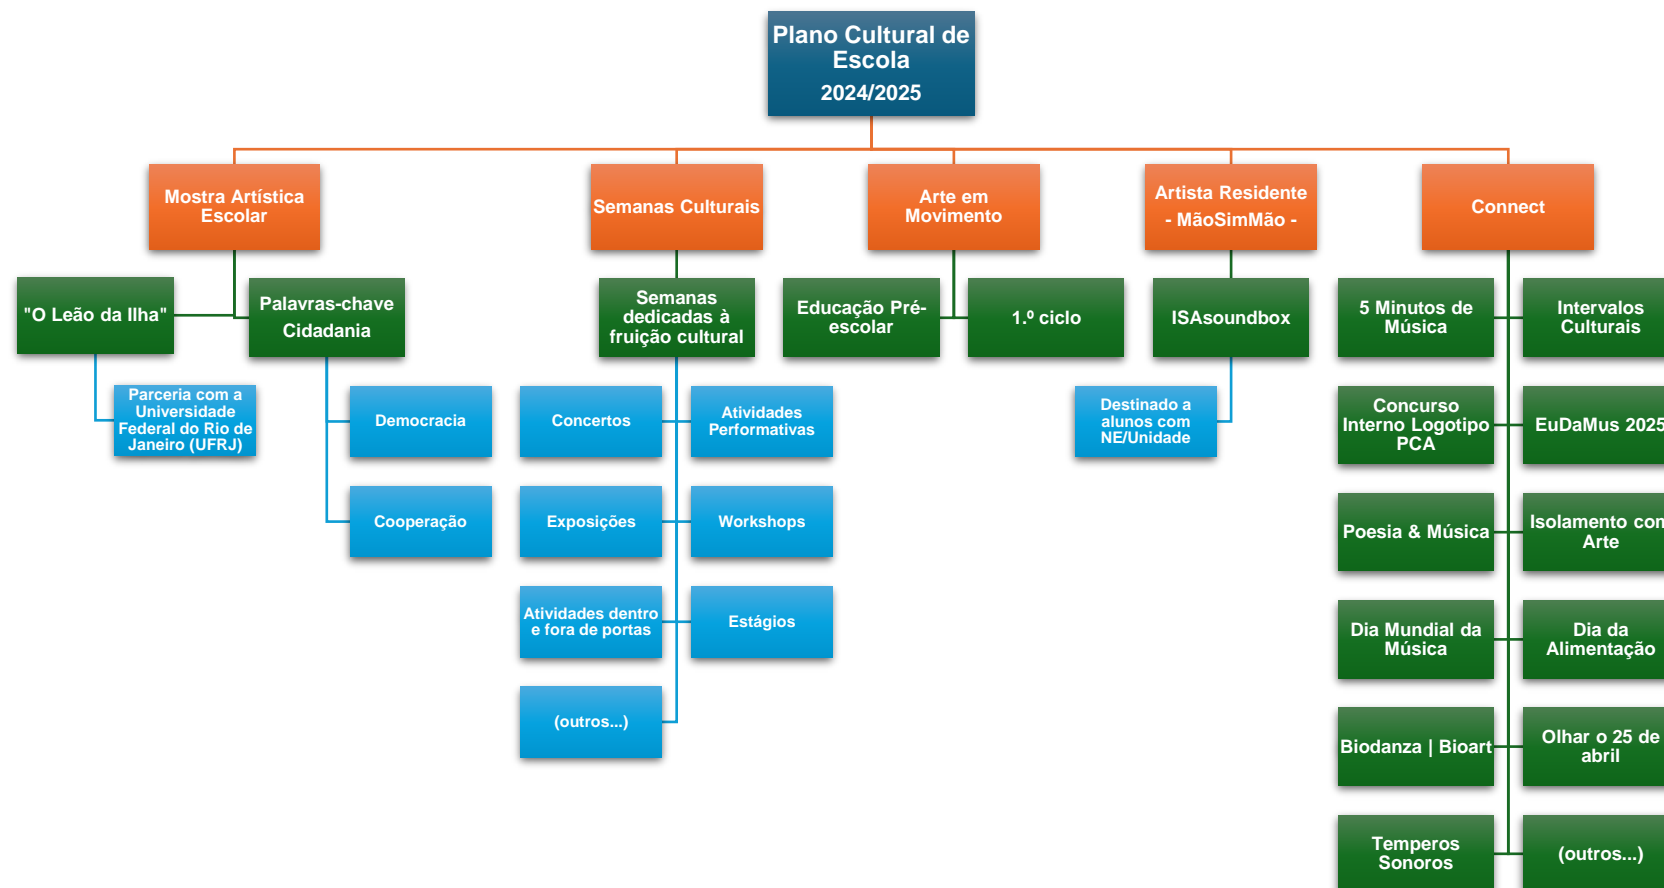 Plano Cultural de
Escola
2024/2025
Mostra Artística
Escolar
Semanas Culturais
Arte em
Movimento
Artista Residente
- MãoSimMão -
Connect
"O Leão da Ilha"
Palavras-chave
Cidadania
Semanas
dedicadas à
fruição cultural
Educação Pré-
escolar
1.º ciclo
ISAsoundbox
5 Minutos de
Música
Intervalos
Culturais
Parceria com a
Universidade
Federal do Rio de
Janeiro (UFRJ)
Democracia
Concertos
Atividades
Performativas
Destinado a
alunos com
NE/Unidade
Concurso
Interno Logotipo
PCA
EuDaMus 2025
Cooperação
Exposições
Workshops
Poesia & Música
Isolamento com
Arte
Atividades dentro
e fora de portas
Estágios
Dia Mundial da
Música
Dia da
Alimentação
(outros...)
Biodanza | Bioart
Olhar o 25 de
abril
Temperos
Sonoros
(outros...)